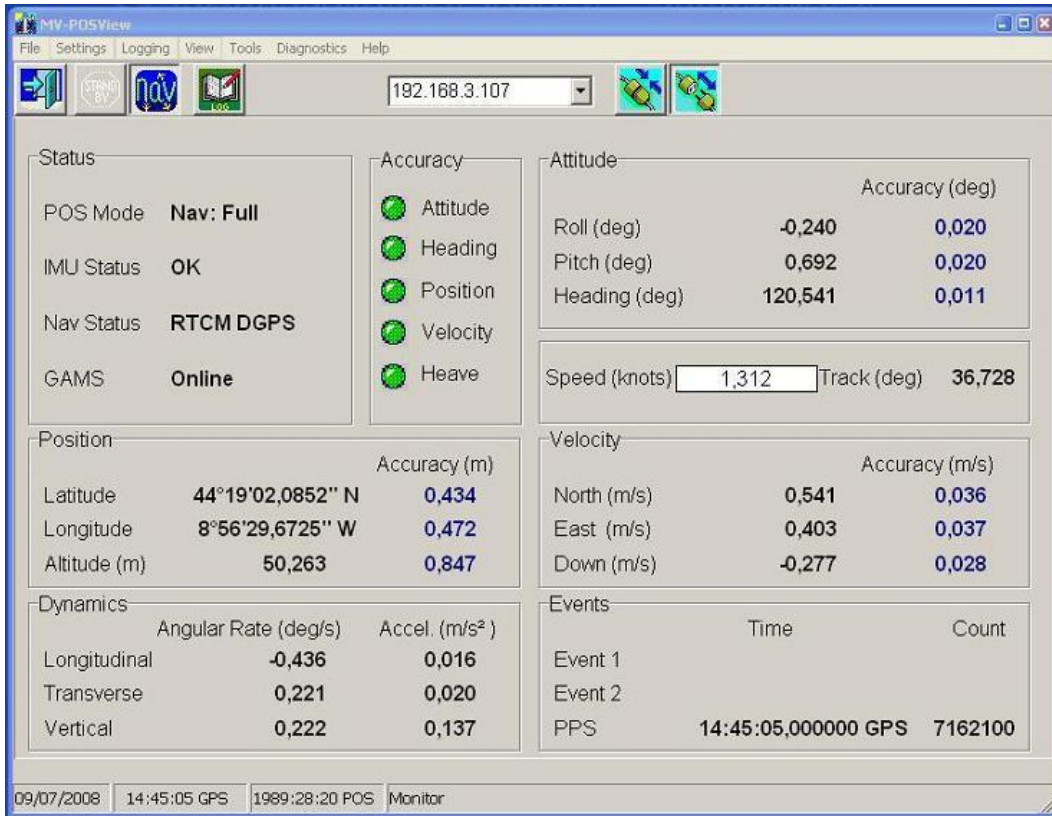 MV-POSView
File Settings Logging View Tools Diagnostics Help
STAND BY nav LOG 192.168.3.107
Status
POS Mode Nav: Full
IMU Status OK
Nav Status RTCM DGPS
GAMS Online
Accuracy
Attitude
Heading
Position
Velocity
Heave
Attitude
Accuracy (deg)
Roll (deg) -0,240 0,020
Pitch (deg) 0,692 0,020
Heading (deg) 120,541 0,011
Speed (knots) 1,312 Track (deg) 36,728
Position
Accuracy (m)
Latitude 44°19'02,0852'' N 0,434
Longitude 8°56'29,6725'' W 0,472
Altitude (m) 50,263 0,847
Velocity
Accuracy (m/s)
North (m/s) 0,541 0,036
East (m/s) 0,403 0,037
Down (m/s) -0,277 0,028
Dynamics
Angular Rate (deg/s) Accel. (m/s²)
Longitudinal -0,436 0,016
Transverse 0,221 0,020
Vertical 0,222 0,137
Events
Time Count
Event 1
Event 2
PPS 14:45:05,000000 GPS 7162100
09/07/2008 14:45:05 GPS 1989:28:20 POS Monitor